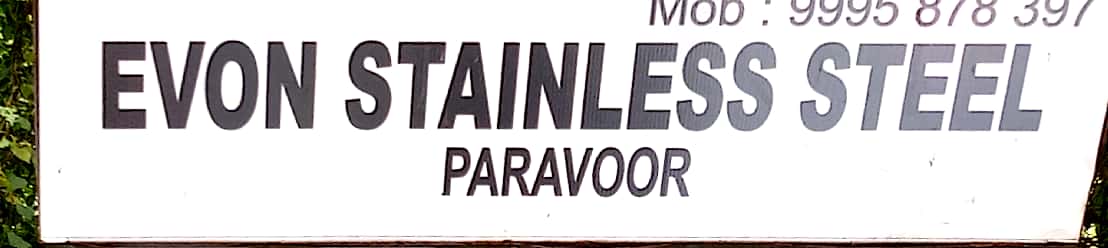 Mob : 9995 878 397
EVON STAINLESS STEEL
PARAVOOR